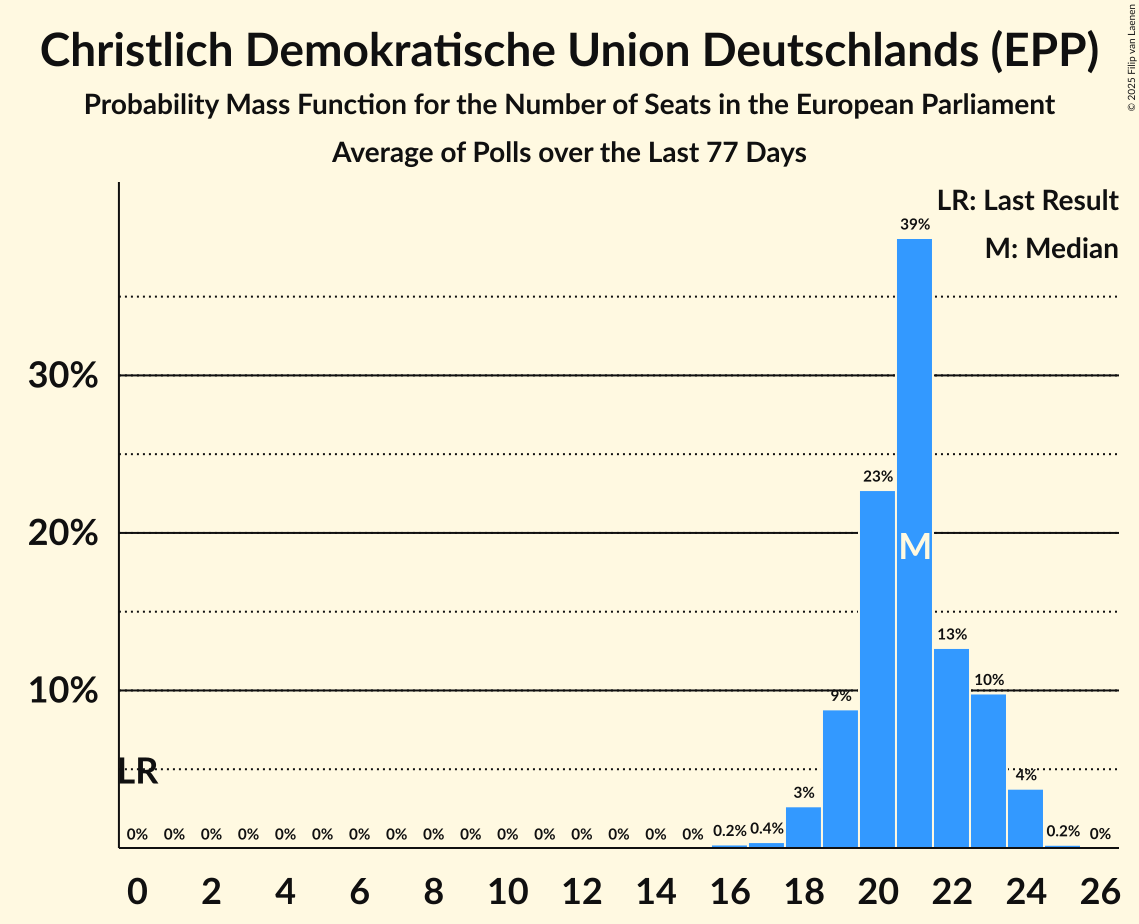 Christlich Demokratische Union Deutschlands (EPP)
Probability Mass Function for the Number of Seats in the European Parliament
Average of Polls over the Last 77 Days
© 2025 Filip van Laenen
LR: Last Result
M: Median
39%
30%
23%
20%
M
13%
10%
9%
10%
LR
3%
4%
0% 0% 0% 0% 0% 0% 0% 0% 0% 0% 0% 0% 0% 0% 0% 0% 0.2% 0.4% 0.2% 0%
0 2 4 6 8 10 12 14 16 18 20 22 24 26